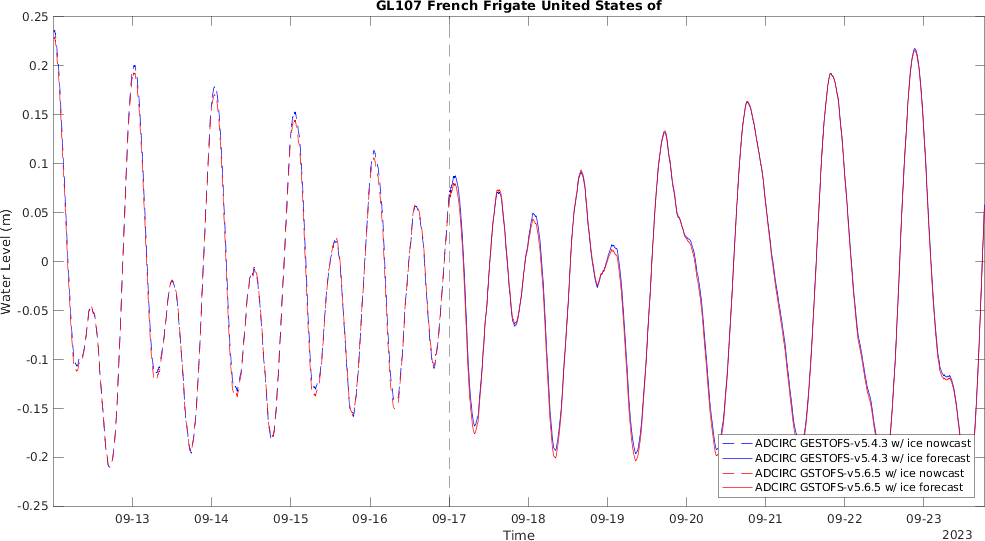 GL107 French Frigate United States of
0.25
0.2
0.15
0.1
0.05
0
-0.05
-0.1
-0.15
-0.2
-0.25
Water Level (m)
ADCIRC GESTOFS-v5.4.3 w/ ice nowcast
ADCIRC GESTOFS-v5.4.3 w/ ice forecast
ADCIRC GSTOFS-v5.6.5 w/ ice nowcast
ADCIRC GSTOFS-v5.6.5 w/ ice forecast
09-13 09-14 09-15 09-16 09-17 09-18 09-19 09-20 09-21 09-22 09-23
Time
2023